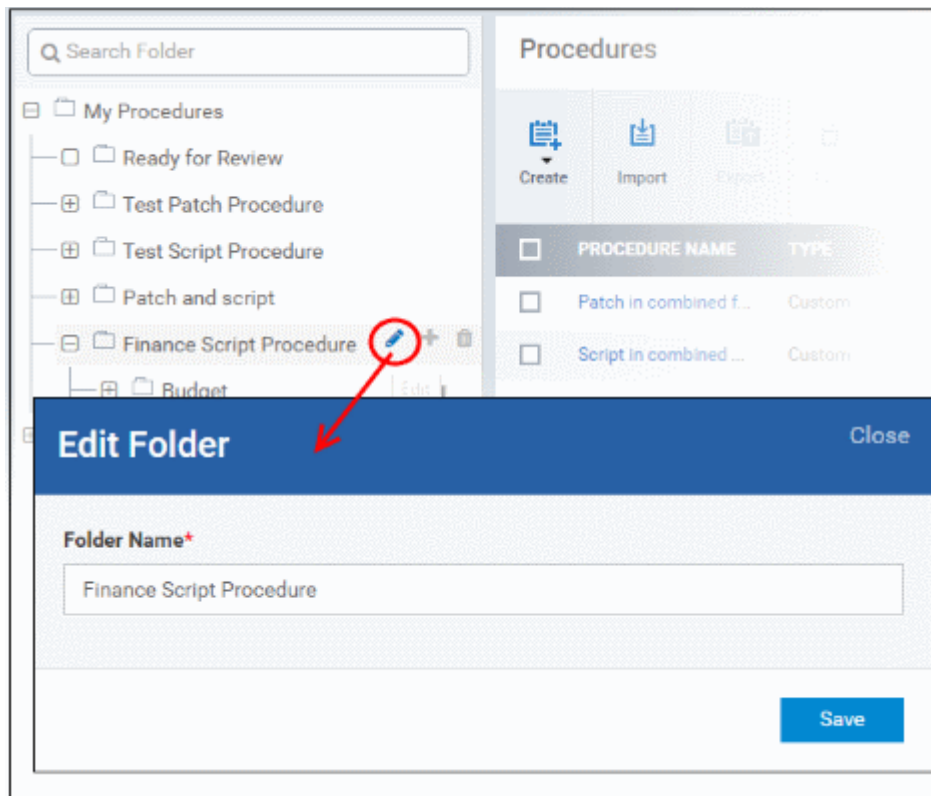 Search Folder
My Procedures
Ready for Review
Test Patch Procedure
Test Script Procedure
Patch and script
Finance Script Procedure
Budget
Edit
Procedures
Create
Import
Export
PROCEDURE NAME TYPE
Patch in combined f... Custom
Script in combined ... Custom
Edit Folder
Close
Folder Name*
Finance Script Procedure
Save